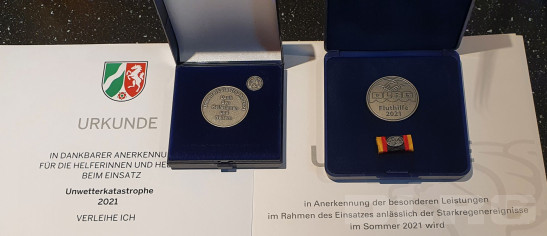 URKUNDE
IN DANKBARER ANERKENNU
FÜR DIE HELFERINNEN UND HE
BEIM EINSATZ
Unwetterkatastrophe
2021
VERLEIHE ICH
Fluthilfe
2021
U
in Anerkennung der besonderen Leistungen
im Rahmen des Einsatzes anlässlich der Starkregenereignisse
im Sommer 2021 wird